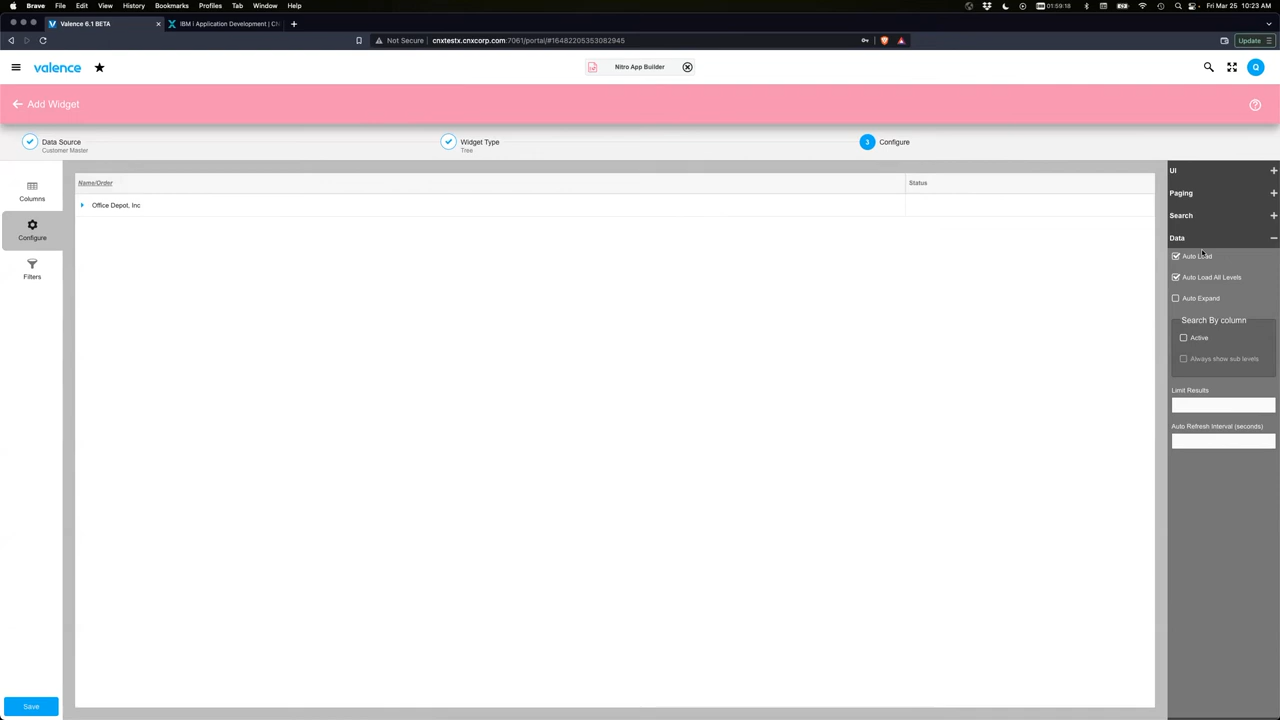 Brave File Edit View History Bookmarks Profiles Tab Window Help 01:59:18 Fri Mar 25 10:23 AM
Valence 6.1 BETA IBM i Application Development | C
Not Secure cnxtestx.cnxcorp.com:7061/portal/#16482205353082945 Update
valence Nitro App Builder Q
Add Widget
Data Source
Customer Master
Widget Type
Tree
3 Configure
Columns
Configure
Filters
Save
Name/Order Status
Office Depot, Inc
UI
Paging
Search
Data
Auto Load
Auto Load All Levels
Auto Expand
Search By column
Active
Always show sub levels
Limit Results
Auto Refresh Interval (seconds)